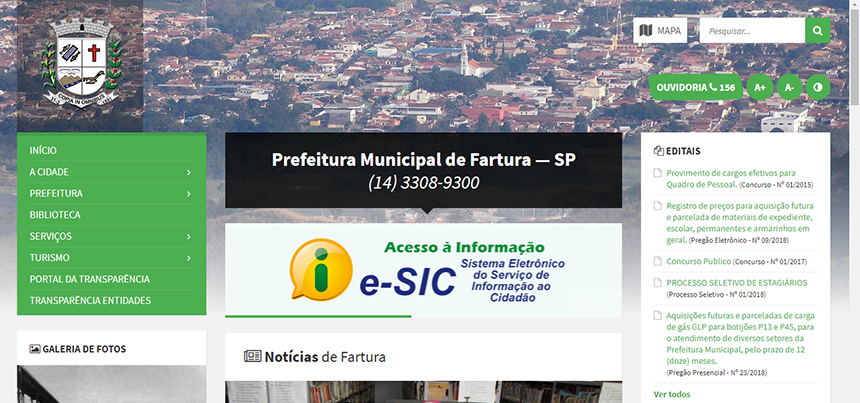 MAPA
Pesquisar...
OUVIDORIA 156
A+
A-
INÍCIO
A CIDADE
PREFEITURA
BIBLIOTECA
SERVIÇOS
TURISMO
PORTAL DA TRANSPARÊNCIA
TRANSPARÊNCIA ENTIDADES
GALERIA DE FOTOS
Prefeitura Municipal de Fartura — SP
(14) 3308-9300
Acesso à Informação
e-SIC
Sistema Eletrônico
do Serviço de
Informação ao
Cidadão
Notícias de Fartura
EDITAIS
Provimento de cargos efetivos para
Quadro de Pessoal. (Concurso - Nº 01/2015)
Registro de preços para aquisição futura
e parcelada de materiais de expediente,
escolar, permanentes e armarinhos em
geral. (Pregão Eletrônico - Nº 09/2018)
Concurso Publico (Concurso - Nº 01/2017)
PROCESSO SELETIVO DE ESTAGIÁRIOS
(Processo Seletivo - Nº 01/2018)
Aquisições futuras e parceladas de carga
de gás GLP para botijões P13 e P45, para
o atendimento de diversos setores da
Prefeitura Municipal, pelo prazo de 12
(doze) meses.
(Pregão Presencial - Nº 23/2018)
Ver todos